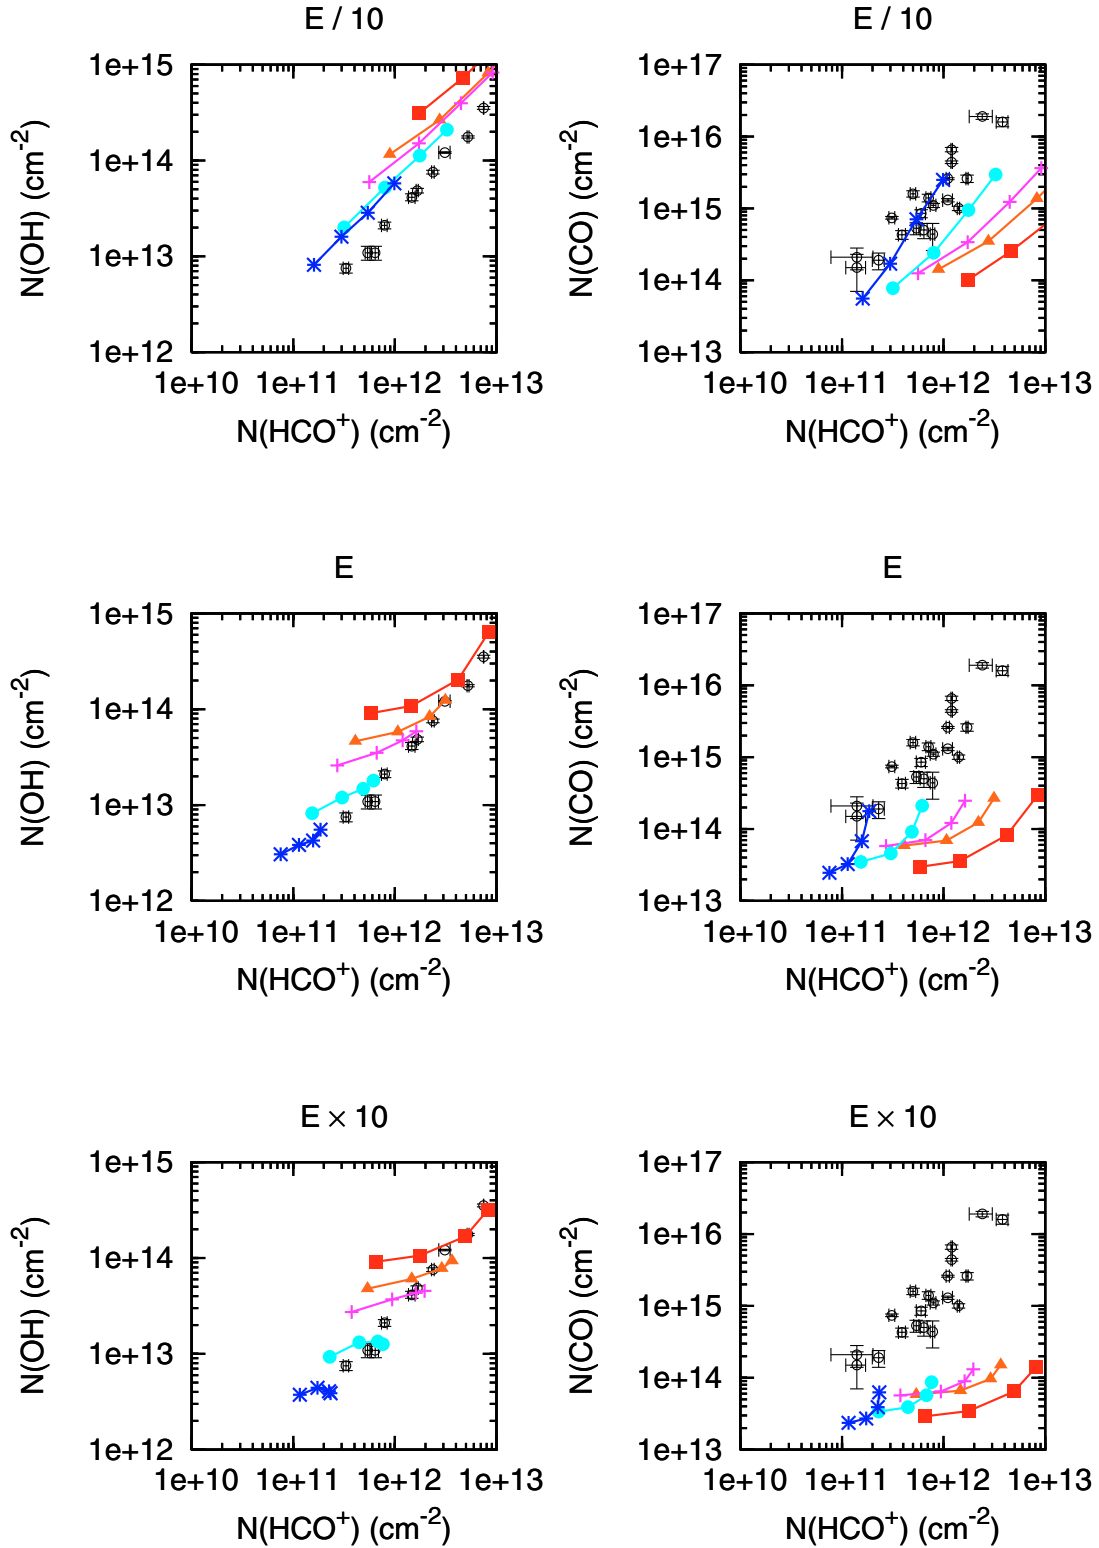 E / 10
1e+15
1e+14
1e+13
1e+12
N(OH) (cm⁻²)
1e+10 1e+11 1e+12 1e+13
N(HCO⁺) (cm⁻²)
E / 10
1e+17
1e+16
1e+15
1e+14
1e+13
N(CO) (cm⁻²)
1e+10 1e+11 1e+12 1e+13
N(HCO⁺) (cm⁻²)
E
1e+15
1e+14
1e+13
1e+12
N(OH) (cm⁻²)
1e+10 1e+11 1e+12 1e+13
N(HCO⁺) (cm⁻²)
E
1e+17
1e+16
1e+15
1e+14
1e+13
N(CO) (cm⁻²)
1e+10 1e+11 1e+12 1e+13
N(HCO⁺) (cm⁻²)
E × 10
1e+15
1e+14
1e+13
1e+12
N(OH) (cm⁻²)
1e+10 1e+11 1e+12 1e+13
N(HCO⁺) (cm⁻²)
E × 10
1e+17
1e+16
1e+15
1e+14
1e+13
N(CO) (cm⁻²)
1e+10 1e+11 1e+12 1e+13
N(HCO⁺) (cm⁻²)